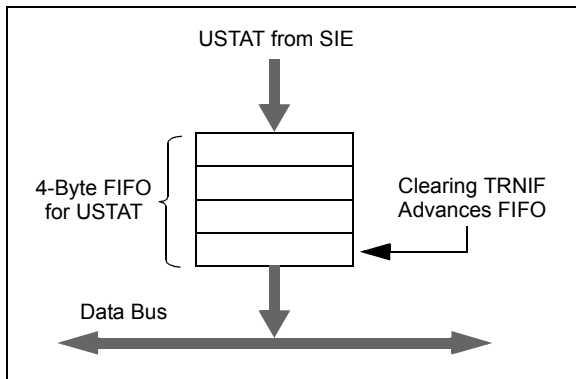 USTAT from SIE
4-Byte FIFO
for USTAT
Clearing TRNIF
Advances FIFO
Data Bus